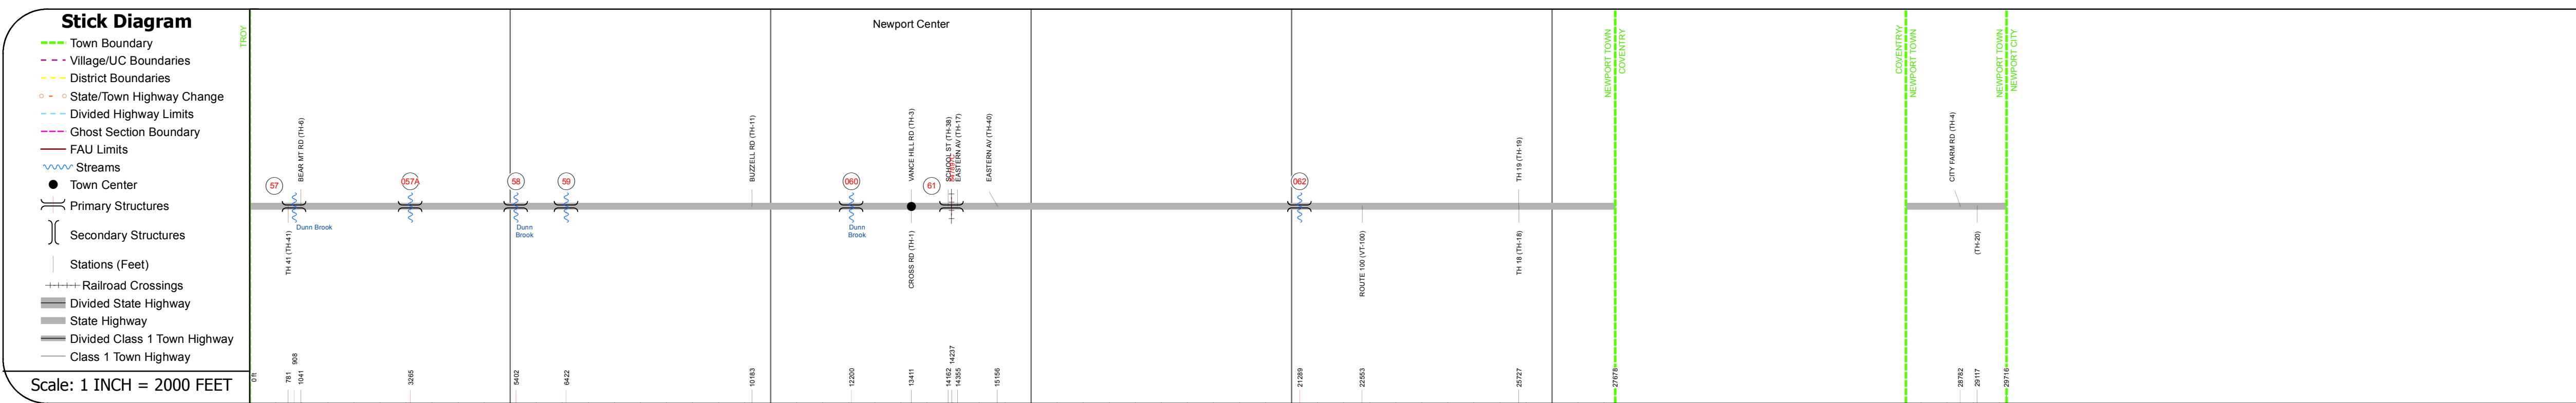 Stick Diagram
Town Boundary
Village/UC Boundaries
District Boundaries
State/Town Highway Change
Divided Highway Limits
Ghost Section Boundary
FAU Limits
Streams
Town Center
Primary Structures
Secondary Structures
Stations (Feet)
Railroad Crossings
Divided State Highway
State Highway
Divided Class 1 Town Highway
Class 1 Town Highway
Scale: 1 INCH = 2000 FEET
TROY
Newport Center
NEWPORT TOWN
COVENTRY
COVENTRY
NEWPORT TOWN
NEWPORT TOWN
NEWPORT CITY
BEAR MT RD (TH-6)
BUZZELL RD (TH-11)
VANCE HILL RD (TH-3)
SCHOOL ST (TH-38)
EASTERN AV (TH-17)
EASTERN AV (TH-40)
TH 19 (TH-19)
CITY FARM RD (TH-4)
57
057A
58
59
060
61
062
Dunn Brook
Dunn
Brook
Dunn
Brook
TH 41 (TH-41)
CROSS RD (TH-1)
ROUTE 100 (VT-100)
TH 18 (TH-18)
(TH-20)
0 ft
781
908
1041
3265
5402
6422
10183
12200
13411
14162
14237
14355
15156
21289
22553
25727
27678
28782
29117
29716